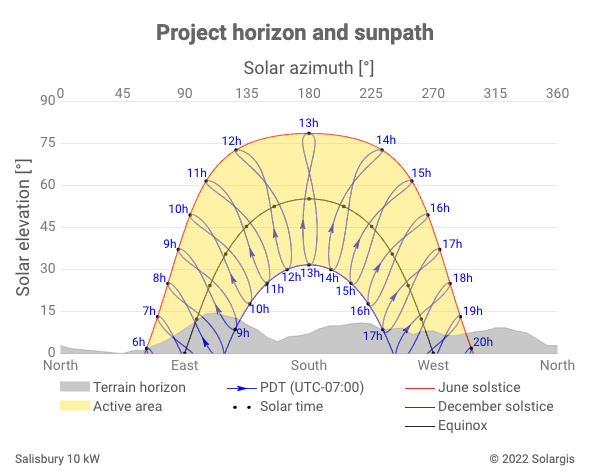 Project horizon and sunpath
Solar azimuth [°]
0 45 90 135 180 225 270 315 360
Solar elevation [°]
90
75
60
45
30
15
0
13h
12h 14h
11h 15h
10h 16h
9h 17h
8h 18h
7h 19h
6h 20h
12h 13h 14h
11h 15h
10h 16h
9h 17h
North East South West North
Terrain horizon PDT (UTC-07:00) June solstice
Active area Solar time December solstice
Equinox
Salisbury 10 kW © 2022 Solargis